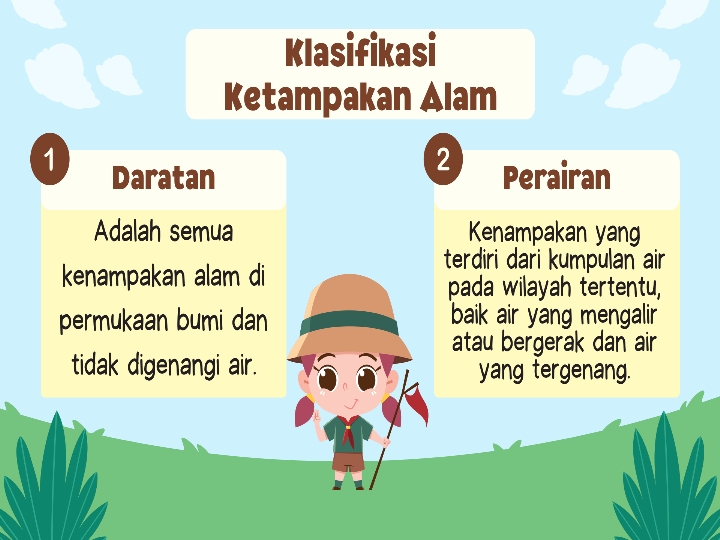 Klasifikasi
Ketampakan Alam
1
Daratan
Adalah semua
kenampakan alam di
permukaan bumi dan
tidak digenangi air.
2
Perairan
Kenampakan yang
terdiri dari kumpulan air
pada wilayah tertentu,
baik air yang mengalir
atau bergerak dan air
yang tergenang.